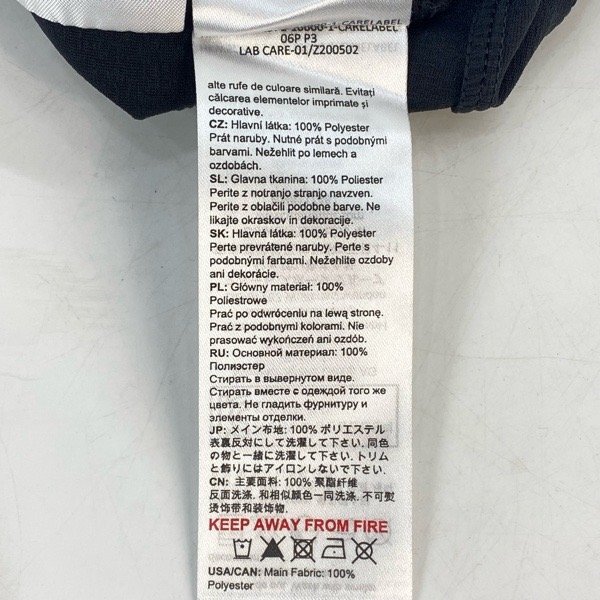 -1-CARELABEL
06P P3
LAB CARE-01/Z200502
alte rufe de culoare similară. Evitați
călcarea elementelor imprimate și
decorative.
CZ: Hlavní látka: 100% Polyester
Prát naruby. Nutné prát s podobnými
barvami. Nežehlit po lemech a
ozdobách.
SL: Glavna tkanina: 100% Poliester
Perite z notranjo stranjo navzven.
Perite z oblačili podobne barve. Ne
likajte okraskov in dekoracije.
SK: Hlavná látka: 100% Polyester
Perte prevrátené naruby. Perte s
podobnými farbami. Nežehlite ozdoby
ani dekorácie.
PL: Główny materiał: 100%
Poliestrowe
Prać po odwróceniu na lewą stronę.
Prać z podobnymi kolorami. Nie
prasować wykończeń ani ozdób.
RU: Основной материал: 100%
Полиэстер
Стирать в вывернутом виде.
Стирать вместе с одеждой того же
цвета. Не гладить фурнитуру и
элементы отделки.
JP: メイン布地: 100% ポリエステル
表裏反対にして洗濯して下さい. 同色
の物と一緒に洗濯して下さい. トリム
と飾りにはアイロンしないで下さい.
CN: 主要面料: 100% 聚酯纤维
反面洗涤. 和相似颜色一同洗涤. 不可熨
烫饰带和装饰物.
KEEP AWAY FROM FIRE
USA/CAN: Main Fabric: 100%
Polyester